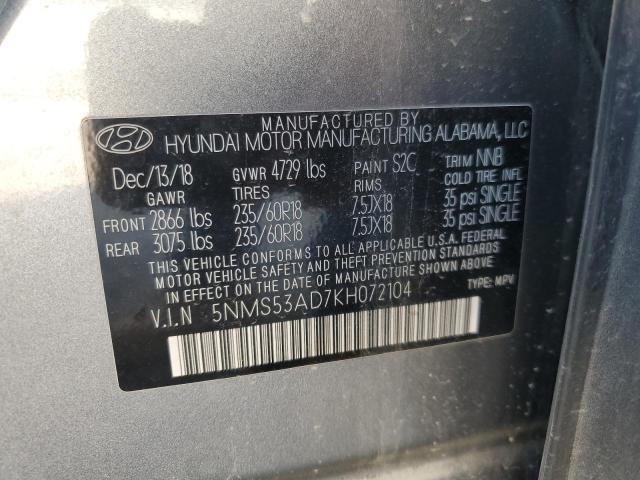 MANUFACTURED BY
HYUNDAI MOTOR MANUFACTURING ALABAMA, LLC
Dec/13/18 GVWR 4729 lbs PAINT S2C TRIM NNB
GAWR TIRES RIMS COLD TIRE INFL
FRONT 2866 lbs 235/60R18 7.5JX18 35 psi SINGLE
REAR 3075 lbs 235/60R18 7.5JX18 35 psi SINGLE
THIS VEHICLE CONFORMS TO ALL APPLICABLE U.S.A. FEDERAL
MOTOR VEHICLE SAFETY AND THEFT PREVENTION STANDARDS
IN EFFECT ON THE DATE OF MANUFACTURE SHOWN ABOVE.
V.I.N 5NMS53AD7KH072104 TYPE: MPV